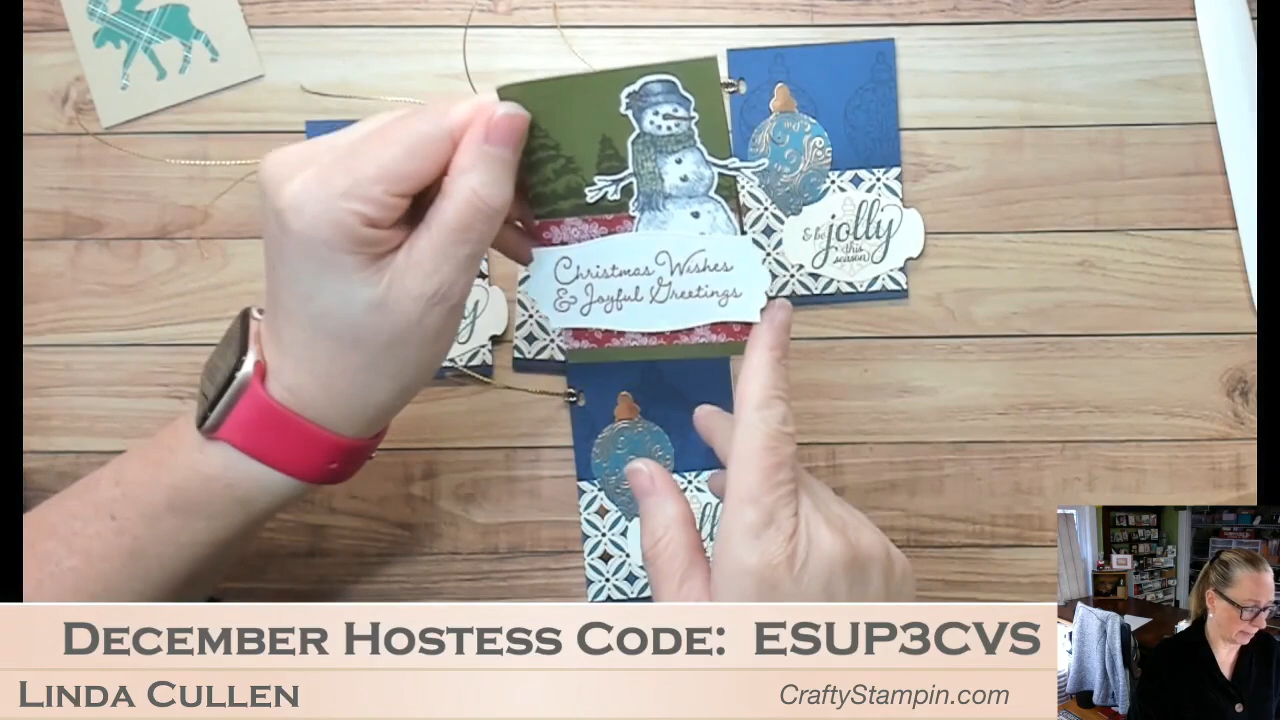 & be jolly
this
season
Christmas Wishes
& Joyful Greetings
December Hostess Code: ESUP3CVS
Linda Cullen
CraftyStampin.com